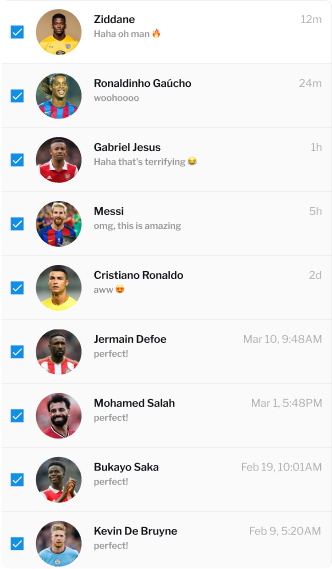 Ziddane
12m
Haha oh man 🔥
Ronaldinho Gaúcho
24m
woohoooo
Gabriel Jesus
1h
Haha that's terrifying 😂
Messi
5h
omg, this is amazing
Cristiano Ronaldo
2d
aww 😍
Jermain Defoe
Mar 10, 9:48AM
perfect!
Mohamed Salah
Mar 1, 5:48PM
perfect!
Bukayo Saka
Feb 19, 10:01AM
perfect!
Kevin De Bruyne
Feb 9, 5:20AM
perfect!